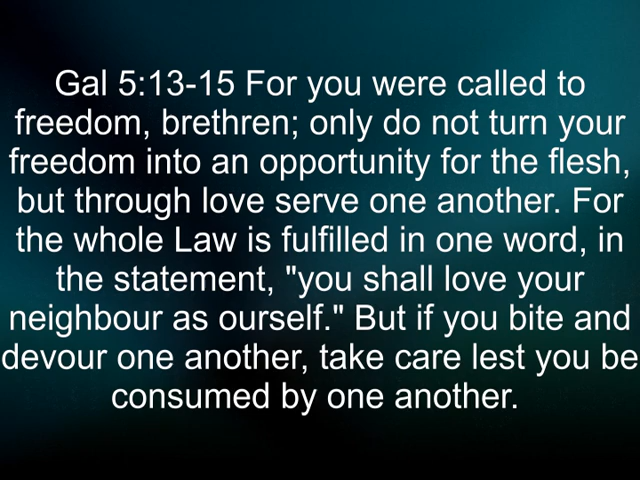 Gal 5:13-15 For you were called to
freedom, brethren; only do not turn your
freedom into an opportunity for the flesh,
but through love serve one another. For
the whole Law is fulfilled in one word, in
the statement, "you shall love your
neighbour as ourself." But if you bite and
devour one another, take care lest you be
consumed by one another.